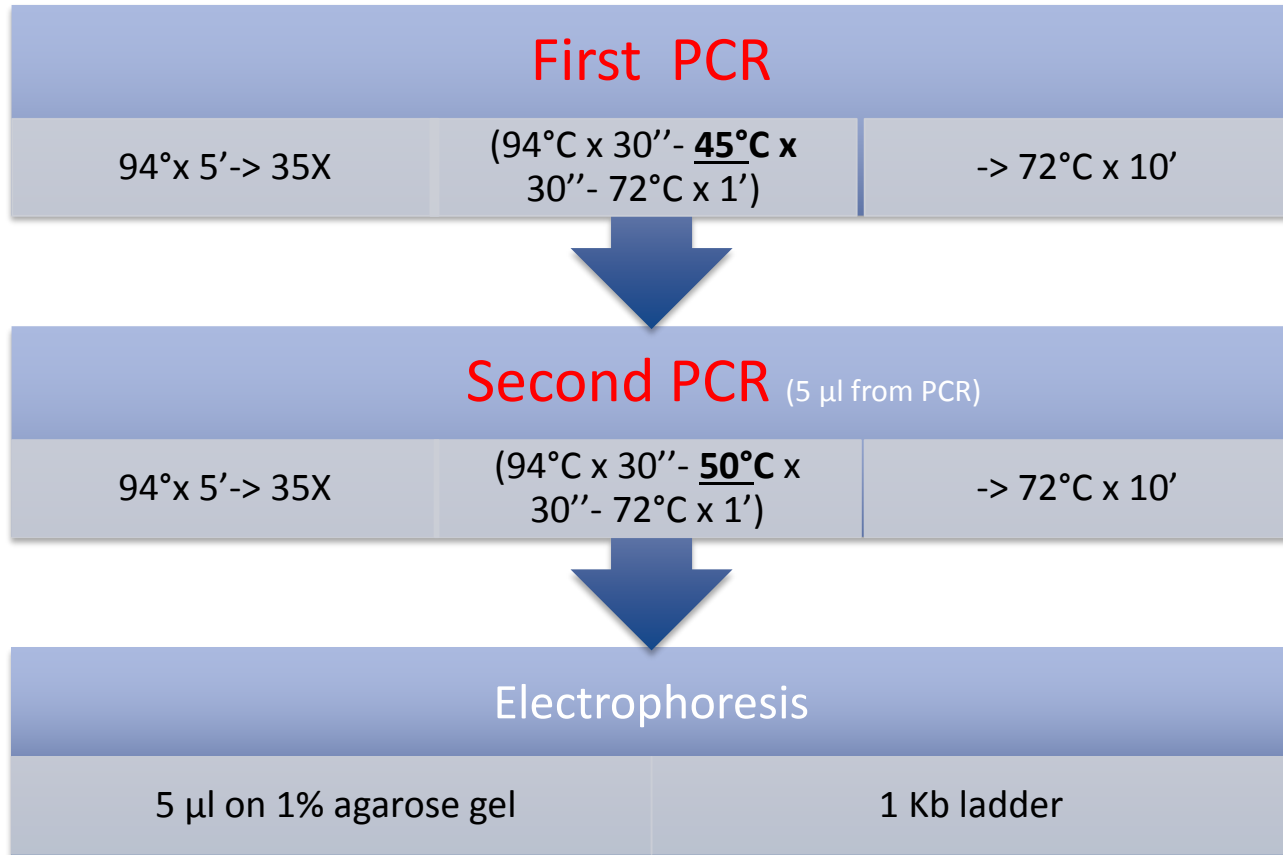 First  PCR
94°x 5’-> 35X
(94°C x 30’’- 45°C x
30’’- 72°C x 1’)
-> 72°C x 10’
Second PCR (5 µl from PCR)
94°x 5’-> 35X
(94°C x 30’’- 50°C x
30’’- 72°C x 1’)
-> 72°C x 10’
Electrophoresis
5 µl on 1% agarose gel
1 Kb ladder